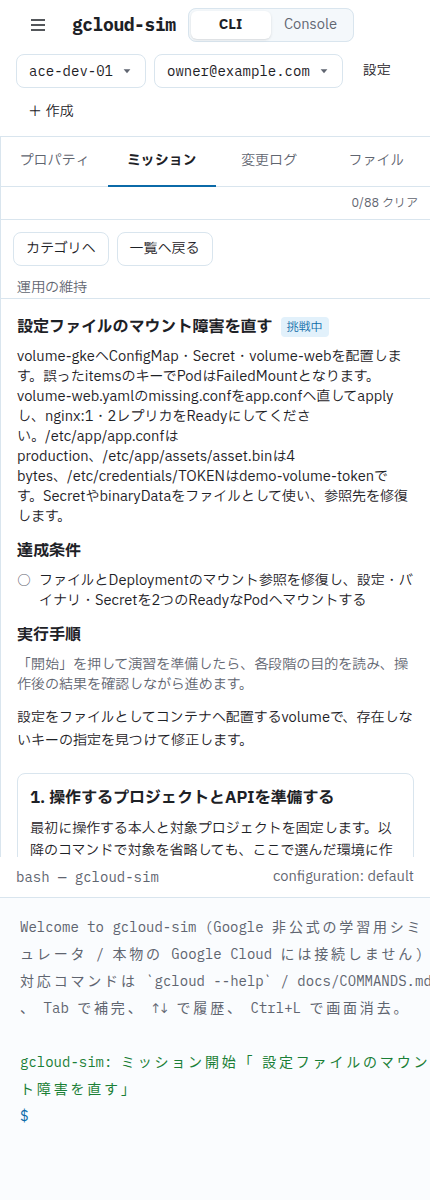 gcloud-sim CLI Console
ace-dev-01 owner@example.com 設定
＋ 作成
プロパティ ミッション 変更ログ ファイル
0/88 クリア
カテゴリへ 一覧へ戻る
運用の維持
設定ファイルのマウント障害を直す 挑戦中
volume-gkeへConfigMap・Secret・volume-webを配置しま
す。誤ったitemsのキーでPodはFailedMountとなります。
volume-web.yamlのmissing.confをapp.confへ直してapply
し、nginx:1・2レプリカをReadyにしてくださ
い。/etc/app/app.confは
production、/etc/app/assets/asset.binは4
bytes、/etc/credentials/TOKENはdemo-volume-tokenで
す。SecretやbinaryDataをファイルとして使い、参照先を修復
します。
達成条件
○ ファイルとDeploymentのマウント参照を修復し、設定・バ
イナリ・Secretを2つのReadyなPodへマウントする
実行手順
「開始」を押して演習を準備したら、各段階の目的を読み、操
作後の結果を確認しながら進めます。
設定をファイルとしてコンテナへ配置するvolumeで、存在しな
いキーの指定を見つけて修正します。
1. 操作するプロジェクトとAPIを準備する
最初に操作する本人と対象プロジェクトを固定します。以
降のコマンドで対象を省略しても、ここで選んだ環境に作
bash — gcloud-sim configuration: default
Welcome to gcloud-sim (Google 非公式の学習用シミ
ュレータ / 本物の Google Cloud には接続しません)
対応コマンドは `gcloud --help` / docs/COMMANDS.md
、 Tab で補完、 ↑↓ で履歴、 Ctrl+L で画面消去。
gcloud-sim: ミッション開始「 設定ファイルのマウン
ト障害を直す」
$